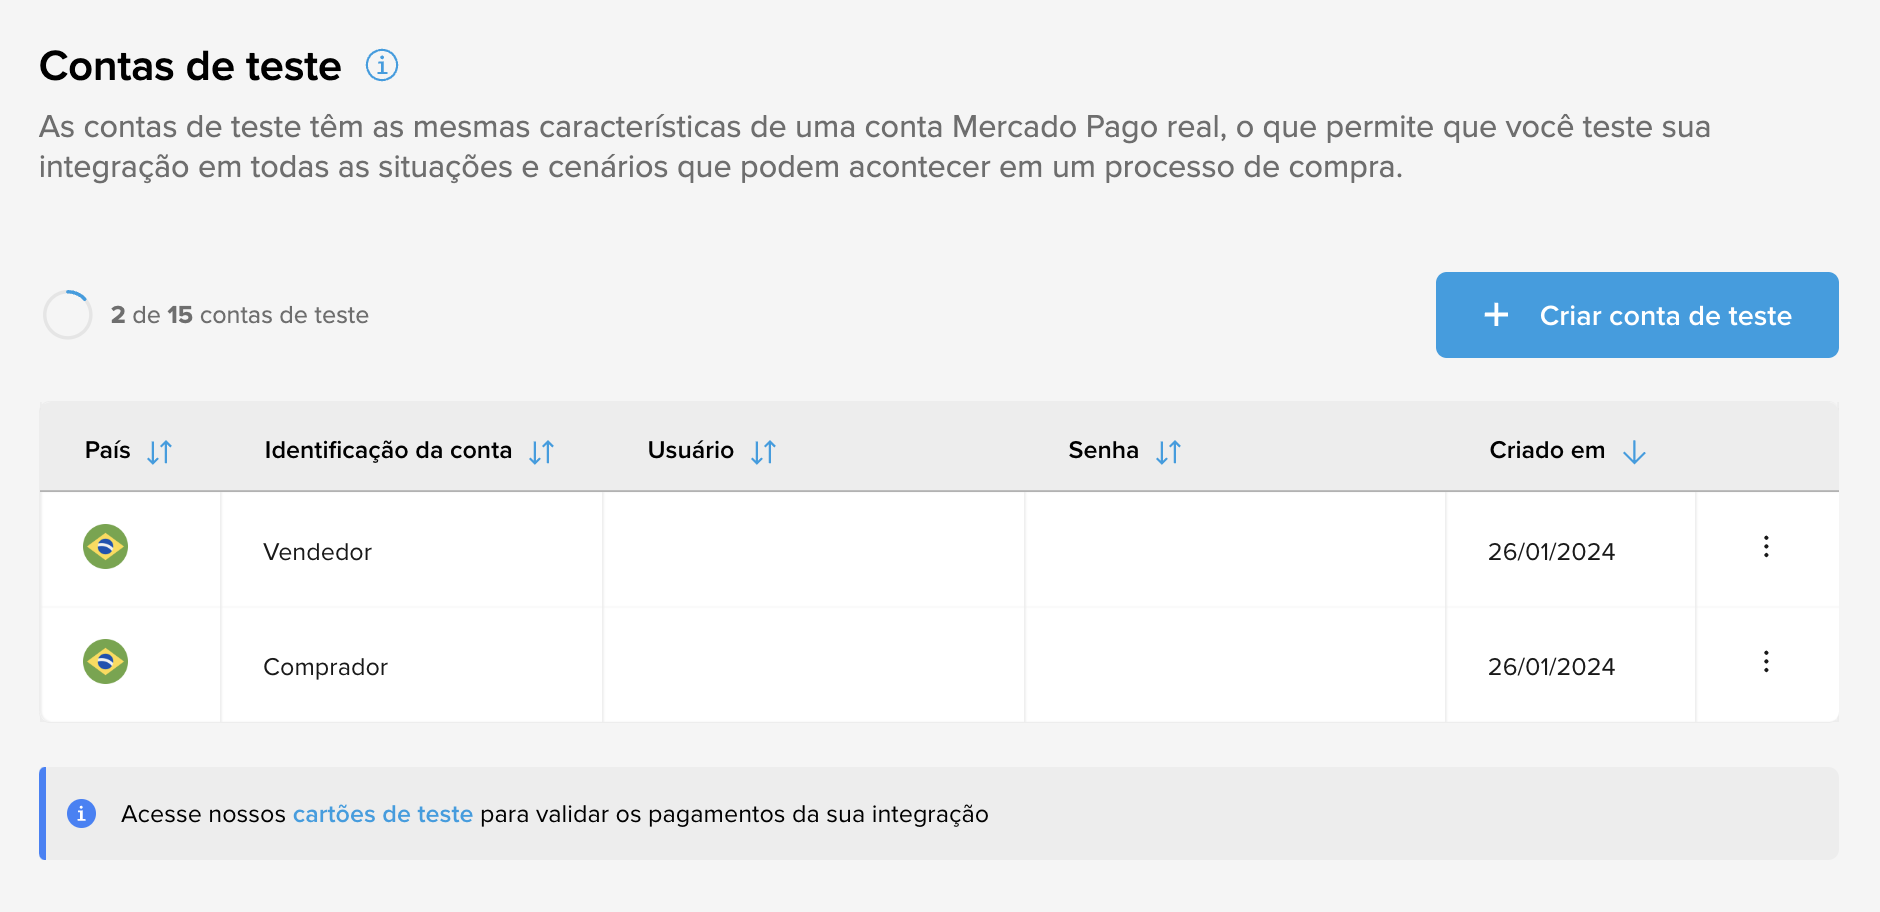 Contas de teste
As contas de teste têm as mesmas características de uma conta Mercado Pago real, o que permite que você teste sua
integração em todas as situações e cenários que podem acontecer em um processo de compra.
2 de 15 contas de teste
+ Criar conta de teste
País Identificação da conta Usuário Senha Criado em
Vendedor 26/01/2024
Comprador 26/01/2024
Acesse nossos cartões de teste para validar os pagamentos da sua integração